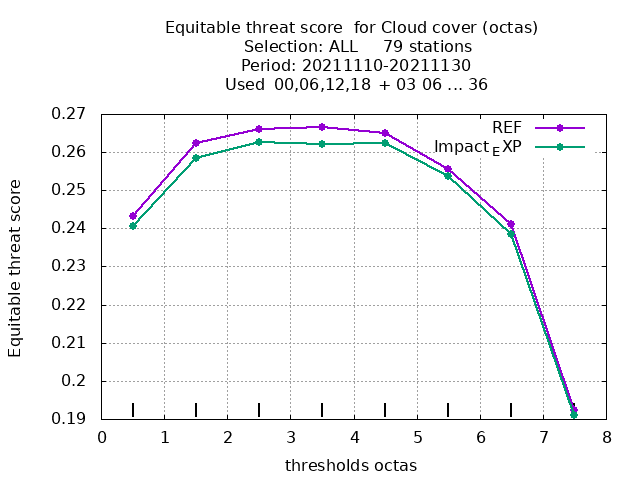 Equitable threat score  for Cloud cover (octas)
Selection: ALL     79 stations
Period: 20211110-20211130
Used  00,06,12,18 + 03 06 ... 36
REF
Impact_EXP
Equitable threat score
0.27
0.26
0.25
0.24
0.23
0.22
0.21
0.2
0.19
0 1 2 3 4 5 6 7 8
thresholds octas